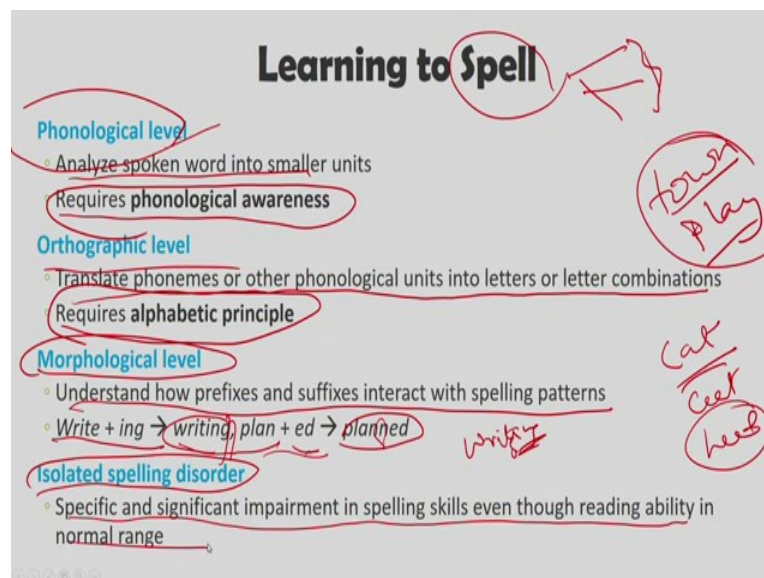 Learning to Spell
Phonological level
Analyze spoken word into smaller units
Requires phonological awareness
Orthographic level
Translate phonemes or other phonological units into letters or letter combinations
Requires alphabetic principle
Morphological level
Understand how prefixes and suffixes interact with spelling patterns
Write + ing → writing, plan + ed → planned
Isolated spelling disorder
Specific and significant impairment in spelling skills even though reading ability in
normal range
town
play
cat